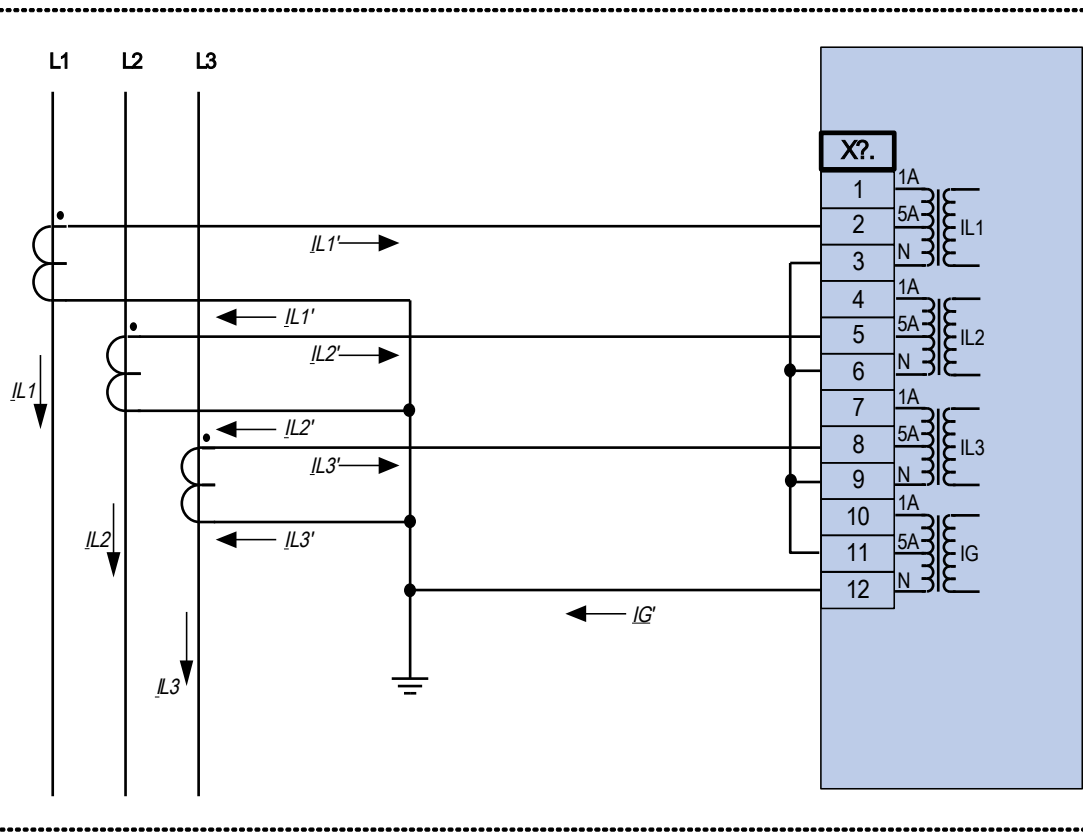 L1 L2 L3
X?.
1 1A
2 5A IL1
3 N
IL1'
4 1A
5 5A IL2
6 N
IL1'
IL2'
7 1A
8 5A IL3
9 N
IL1
IL2'
IL3'
10 1A
11 5A IG
12 N
IL2
IL3'
IG'
IL3